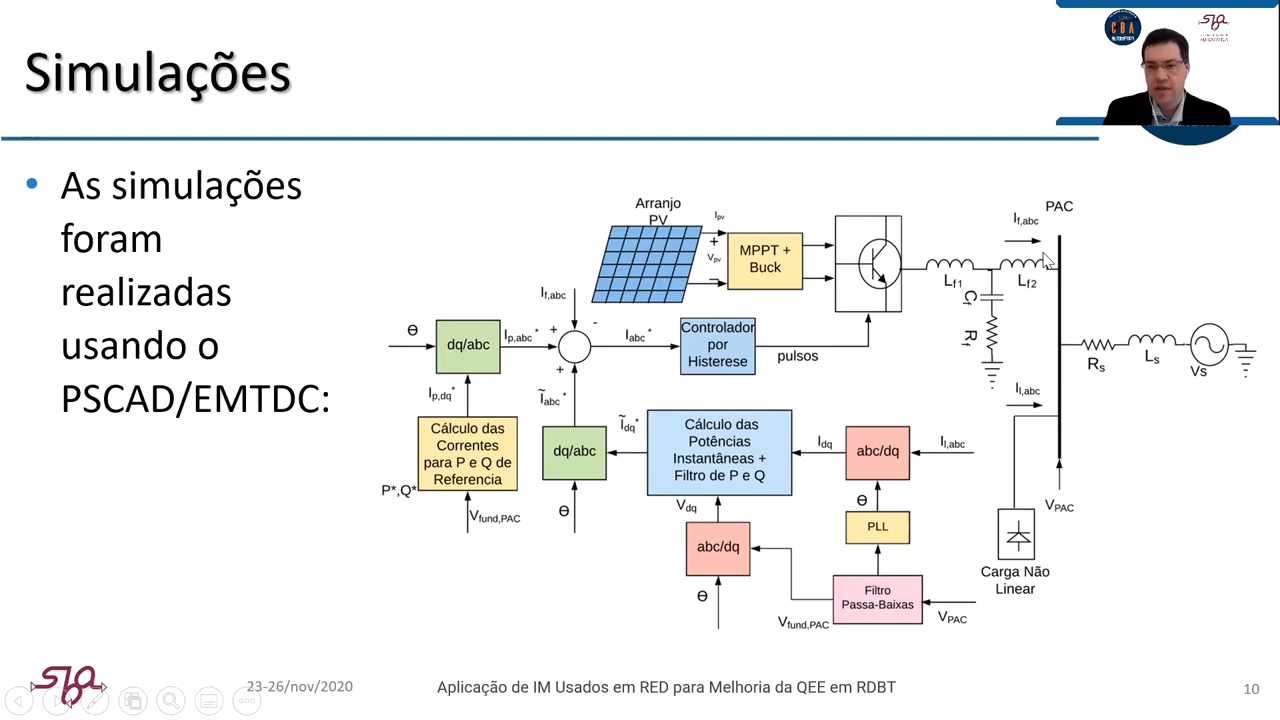 Simulações
CBA
• As simulações
foram
realizadas
usando o
PSCAD/EMTDC:
Arranjo
PV
Ipv
+
Vpv
-
MPPT +
Buck
If,abc
PAC
Lf1
Lf2
Cf
Rf
Rs
Ls
Vs
If,abc
ϴ
dq/abc
Ip,abc*
+
-
+
Iabc*
Controlador
por
Histerese
pulsos
Il,abc
Ip,dq*
Ĩabc*
Cálculo das
Correntes
para P e Q de
Referencia
P*,Q*
Vfund,PAC
dq/abc
ϴ
Ĩdq*
Cálculo das
Potências
Instantâneas +
Filtro de P e Q
Idq
abc/dq
Il,abc
Vdq
ϴ
PLL
abc/dq
ϴ
Filtro
Passa-Baixas
Vfund,PAC
VPAC
VPAC
Carga Não
Linear
23-26/nov/2020
Aplicação de IM Usados em RED para Melhoria da QEE em RDBT
10